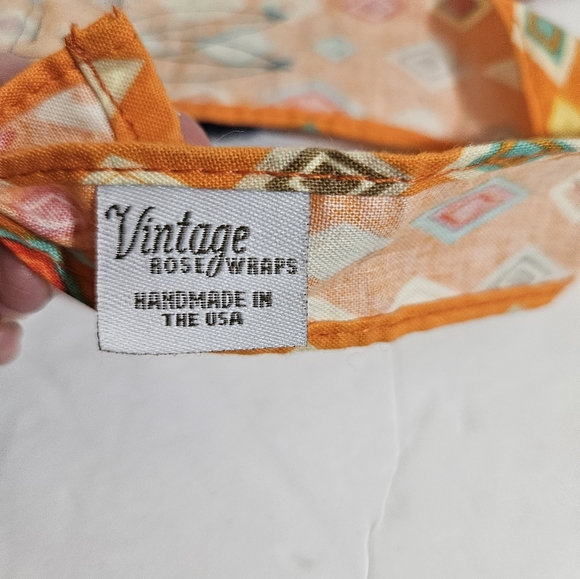 Vintage
ROSE WRAPS
HANDMADE IN
THE USA